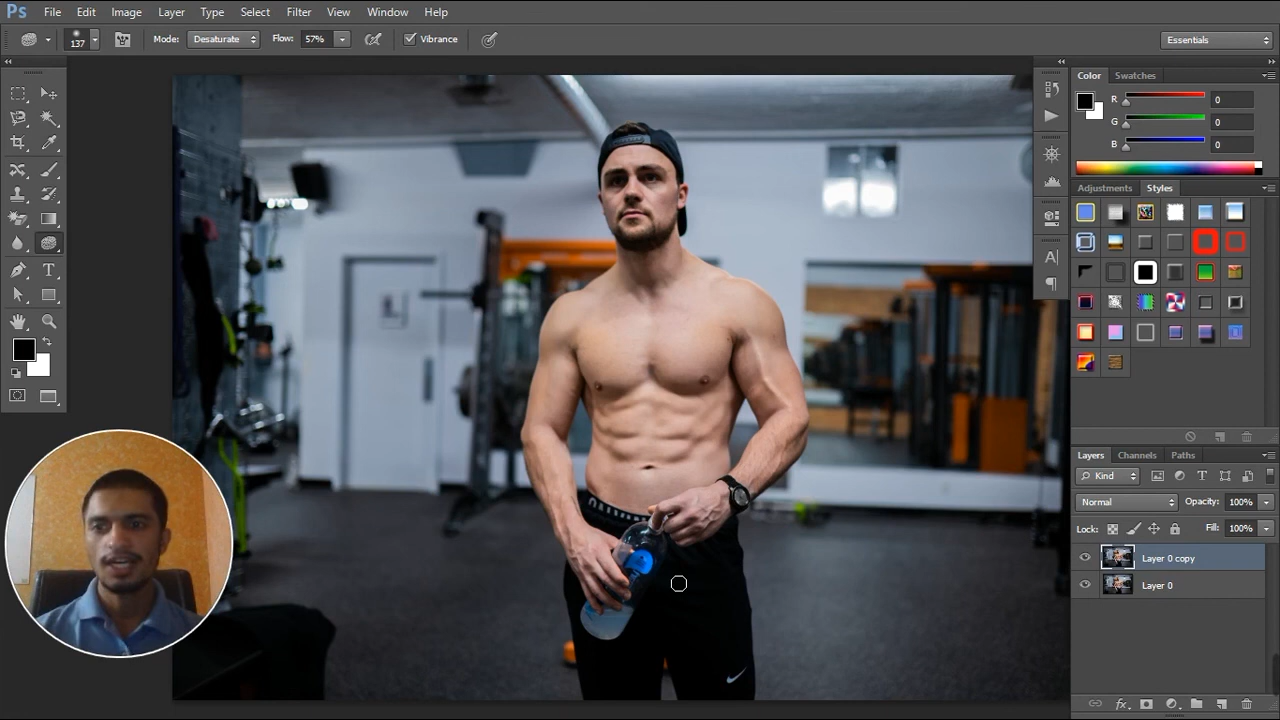 Ps File Edit Image Layer Type Select Filter View Window Help
137 Mode: Desaturate Flow: 57% Vibrance Essentials
Color Swatches
R 0
G 0
B 0
Adjustments Styles
A
T
Layers Channels Paths
Kind T
Normal Opacity: 100%
Lock: Fill: 100%
Layer 0 copy
Layer 0
fx